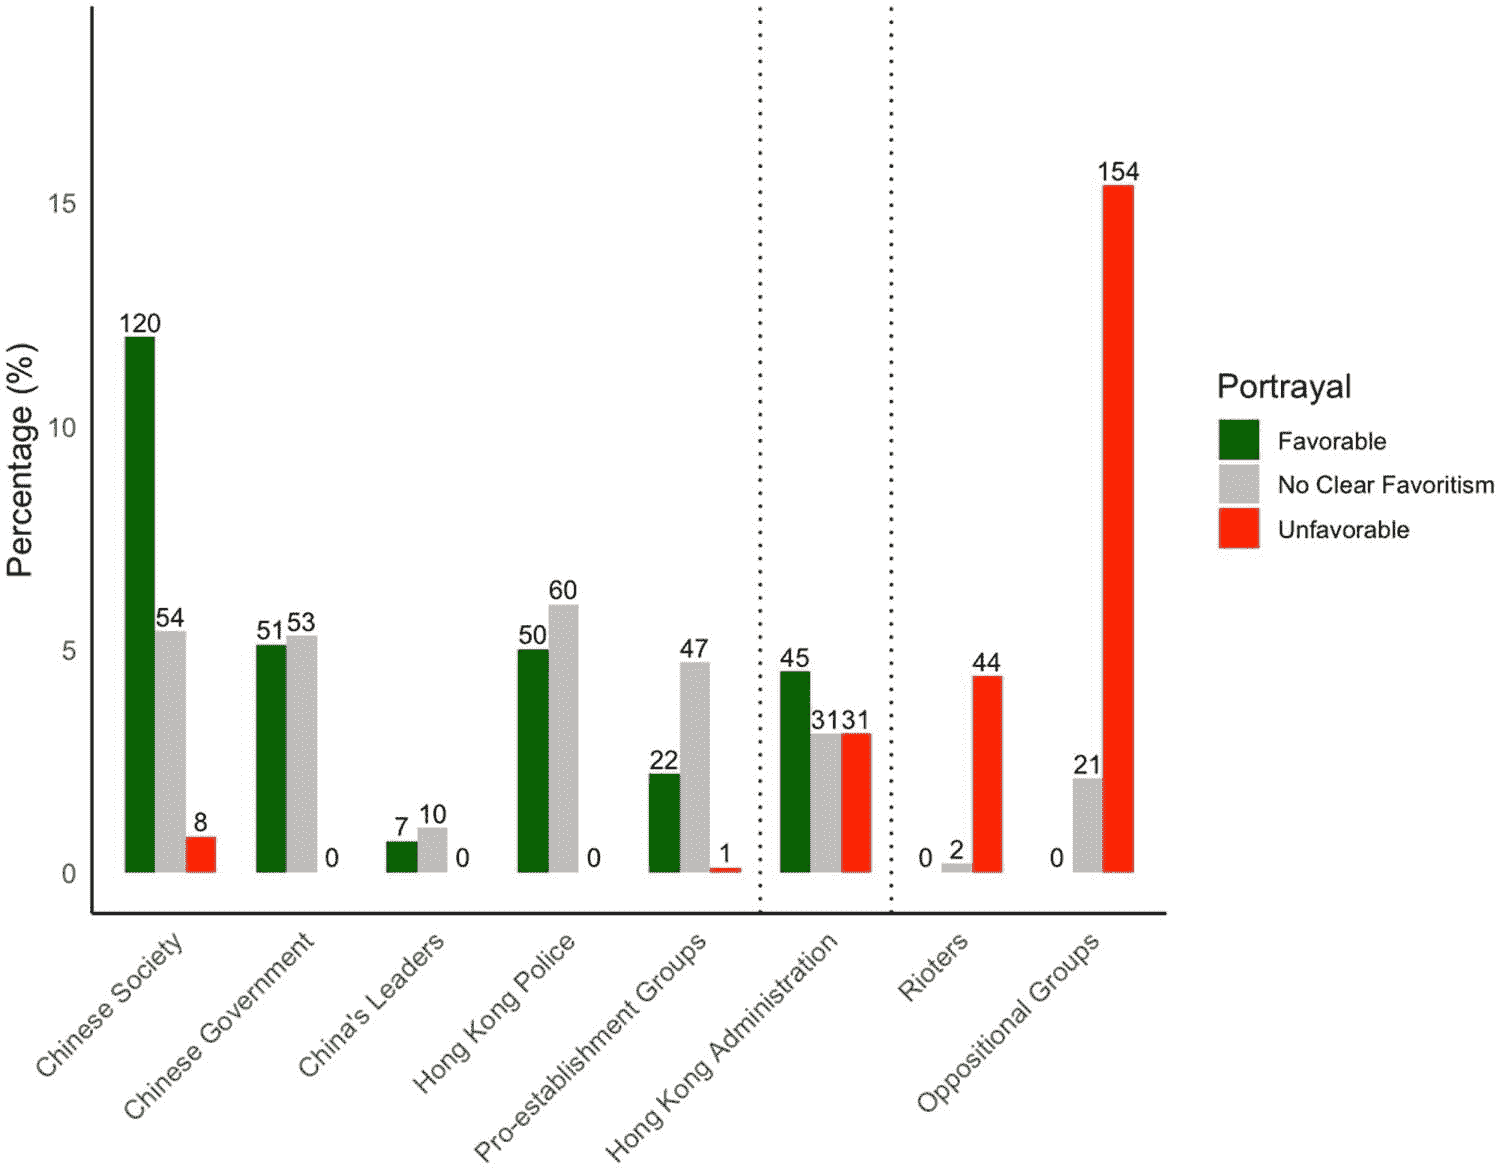 Percentage (%)
15
10
5
0
120
54
8
51
53
0
7
10
0
50
60
0
22
47
1
45
31
31
0
2
44
0
21
154
Chinese Society
Chinese Government
China's Leaders
Hong Kong Police
Pro-establishment Groups
Hong Kong Administration
Rioters
Oppositional Groups
Portrayal
Favorable
No Clear Favoritism
Unfavorable